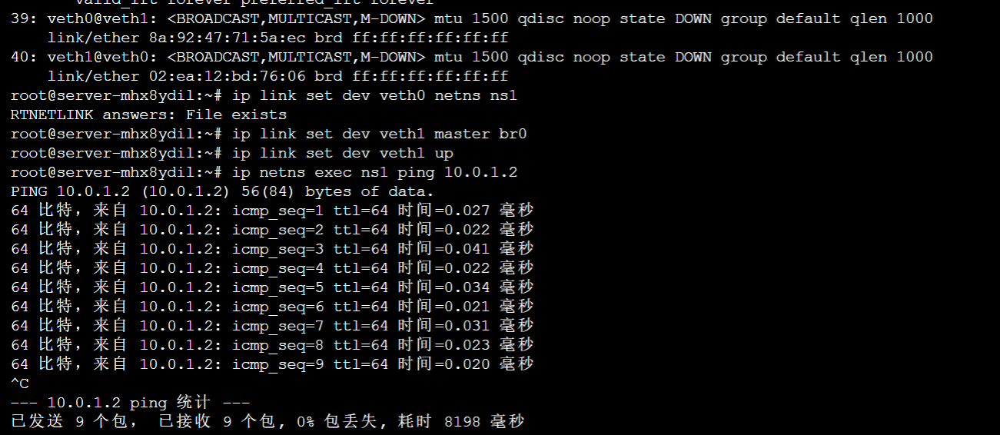 valid_lft forever preferred_lft forever
39: veth0@veth1: <BROADCAST,MULTICAST,M-DOWN> mtu 1500 qdisc noop state DOWN group default qlen 1000
link/ether 8a:92:47:71:5a:ec brd ff:ff:ff:ff:ff:ff
40: veth1@veth0: <BROADCAST,MULTICAST,M-DOWN> mtu 1500 qdisc noop state DOWN group default qlen 1000
link/ether 02:ea:12:bd:76:06 brd ff:ff:ff:ff:ff:ff
root@server-mhx8ydil:~# ip link set dev veth0 netns ns1
RTNETLINK answers: File exists
root@server-mhx8ydil:~# ip link set dev veth1 master br0
root@server-mhx8ydil:~# ip link set dev veth1 up
root@server-mhx8ydil:~# ip netns exec ns1 ping 10.0.1.2
PING 10.0.1.2 (10.0.1.2) 56(84) bytes of data.
64 比特，来自 10.0.1.2: icmp_seq=1 ttl=64 时间=0.027 毫秒
64 比特，来自 10.0.1.2: icmp_seq=2 ttl=64 时间=0.022 毫秒
64 比特，来自 10.0.1.2: icmp_seq=3 ttl=64 时间=0.041 毫秒
64 比特，来自 10.0.1.2: icmp_seq=4 ttl=64 时间=0.022 毫秒
64 比特，来自 10.0.1.2: icmp_seq=5 ttl=64 时间=0.034 毫秒
64 比特，来自 10.0.1.2: icmp_seq=6 ttl=64 时间=0.021 毫秒
64 比特，来自 10.0.1.2: icmp_seq=7 ttl=64 时间=0.031 毫秒
64 比特，来自 10.0.1.2: icmp_seq=8 ttl=64 时间=0.023 毫秒
64 比特，来自 10.0.1.2: icmp_seq=9 ttl=64 时间=0.020 毫秒
^C
--- 10.0.1.2 ping 统计 ---
已发送 9 个包， 已接收 9 个包, 0% 包丢失, 耗时 8198 毫秒